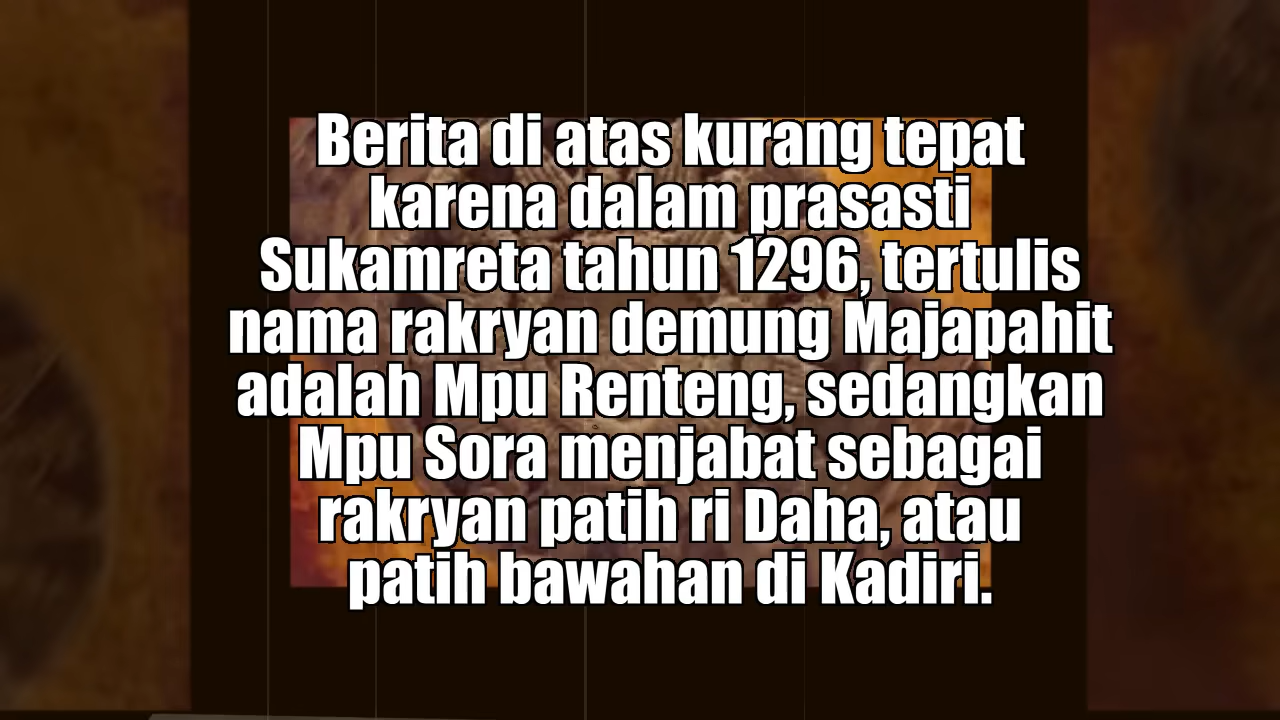 Berita di atas kurang tepat
karena dalam prasasti
Sukamreta tahun 1296, tertulis
nama rakryan demung Majapahit
adalah Mpu Renteng, sedangkan
Mpu Sora menjabat sebagai
rakryan patih ri Daha, atau
patih bawahan di Kadiri.